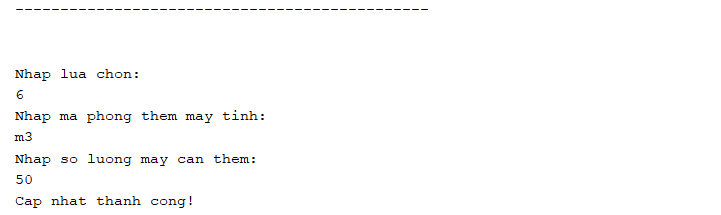 ----------------------------------------------
Nhap lua chon:
6
Nhap ma phong them may tinh:
m3
Nhap so luong may can them:
50
Cap nhat thanh cong!